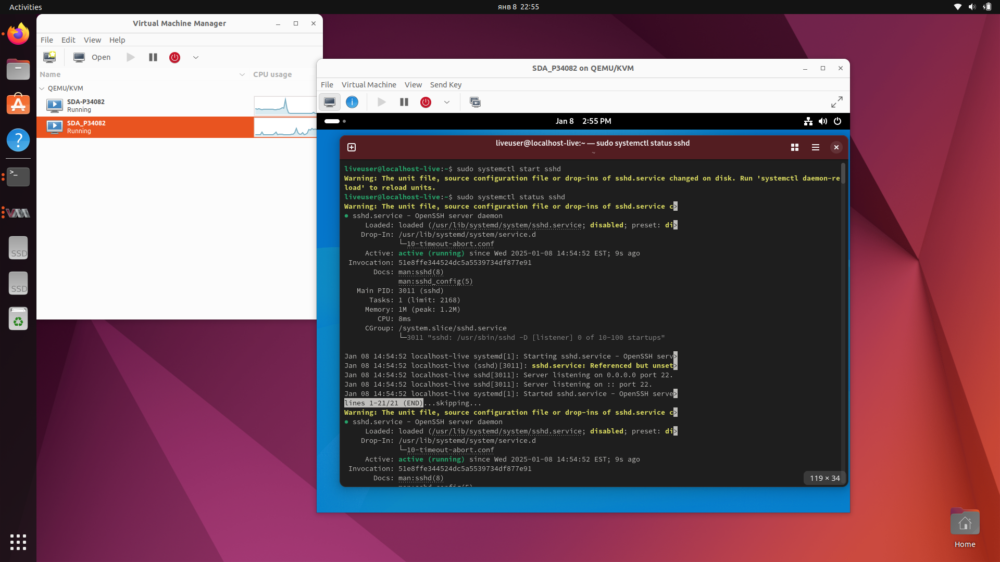 Activities
янв 8 22:55
Virtual Machine Manager
File Edit View Help
Open
Name CPU usage
QEMU/KVM
SDA-P34082
Running
SDA_P34082
Running
SSD
SSD
SDA_P34082 on QEMU/KVM
File Virtual Machine View Send Key
Jan 8 2:55 PM
liveuser@localhost-live:~ — sudo systemctl status sshd
~
liveuser@localhost-live:~$ sudo systemctl start sshd
Warning: The unit file, source configuration file or drop-ins of sshd.service changed on disk. Run 'systemctl daemon-re
load' to reload units.
liveuser@localhost-live:~$ sudo systemctl status sshd
Warning: The unit file, source configuration file or drop-ins of sshd.service c>
● sshd.service - OpenSSH server daemon
Loaded: loaded (/usr/lib/systemd/system/sshd.service; disabled; preset: di>
Drop-In: /usr/lib/systemd/system/service.d
└─10-timeout-abort.conf
Active: active (running) since Wed 2025-01-08 14:54:52 EST; 9s ago
Invocation: 51e8ffe344524dc5a5539734df877e91
Docs: man:sshd(8)
man:sshd_config(5)
Main PID: 3011 (sshd)
Tasks: 1 (limit: 2168)
Memory: 1M (peak: 1.2M)
CPU: 8ms
CGroup: /system.slice/sshd.service
└─3011 "sshd: /usr/sbin/sshd -D [listener] 0 of 10-100 startups"
Jan 08 14:54:52 localhost-live systemd[1]: Starting sshd.service - OpenSSH serv>
Jan 08 14:54:52 localhost-live (sshd)[3011]: sshd.service: Referenced but unset>
Jan 08 14:54:52 localhost-live sshd[3011]: Server listening on 0.0.0.0 port 22.
Jan 08 14:54:52 localhost-live sshd[3011]: Server listening on :: port 22.
Jan 08 14:54:52 localhost-live systemd[1]: Started sshd.service - OpenSSH serve>
lines 1-21/21 (END)...skipping...
Warning: The unit file, source configuration file or drop-ins of sshd.service c>
● sshd.service - OpenSSH server daemon
Loaded: loaded (/usr/lib/systemd/system/sshd.service; disabled; preset: di>
Drop-In: /usr/lib/systemd/system/service.d
└─10-timeout-abort.conf
Active: active (running) since Wed 2025-01-08 14:54:52 EST; 9s ago
Invocation: 51e8ffe344524dc5a5539734df877e91
Docs: man:sshd(8)
man:sshd_config(5)
119 × 34
Home